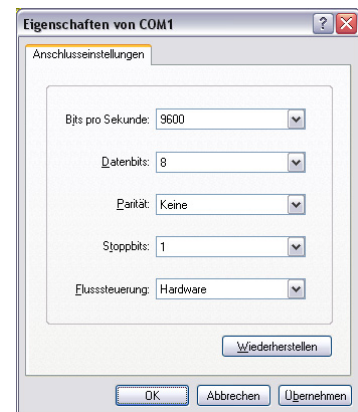 Eigenschaften von COM1
Anschlusseinstellungen
Bits pro Sekunde: 9600
Datenbits: 8
Parität: Keine
Stoppbits: 1
Flusssteuerung: Hardware
Wiederherstellen
OK Abbrechen Übernehmen